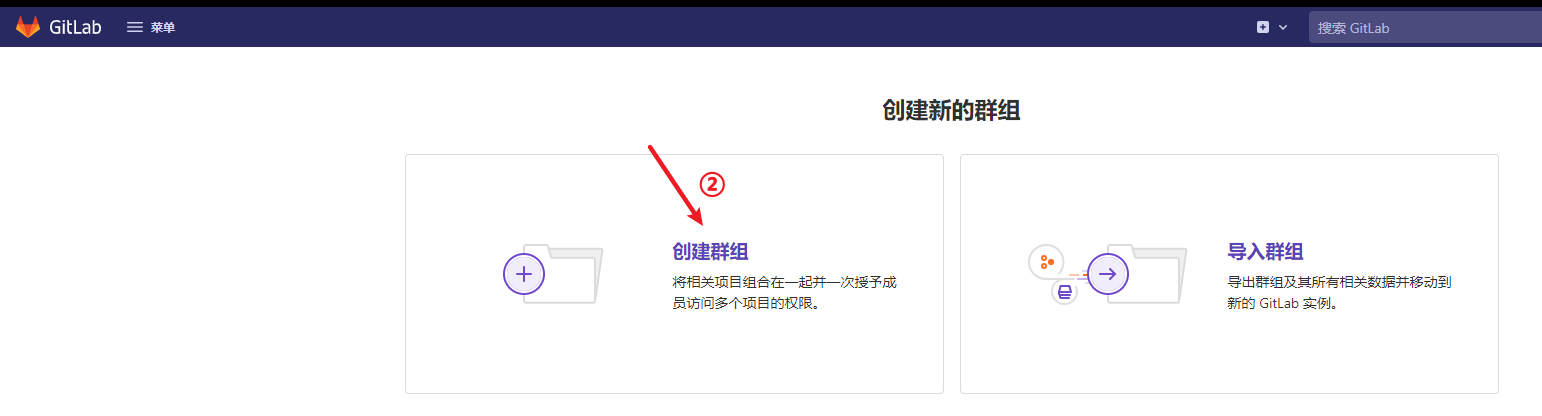 GitLab 菜单 搜索 GitLab
创建新的群组
②
创建群组
将相关项目组合在一起并一次授予成
员访问多个项目的权限。
导入群组
导出群组及其所有相关数据并移动到
新的 GitLab 实例。